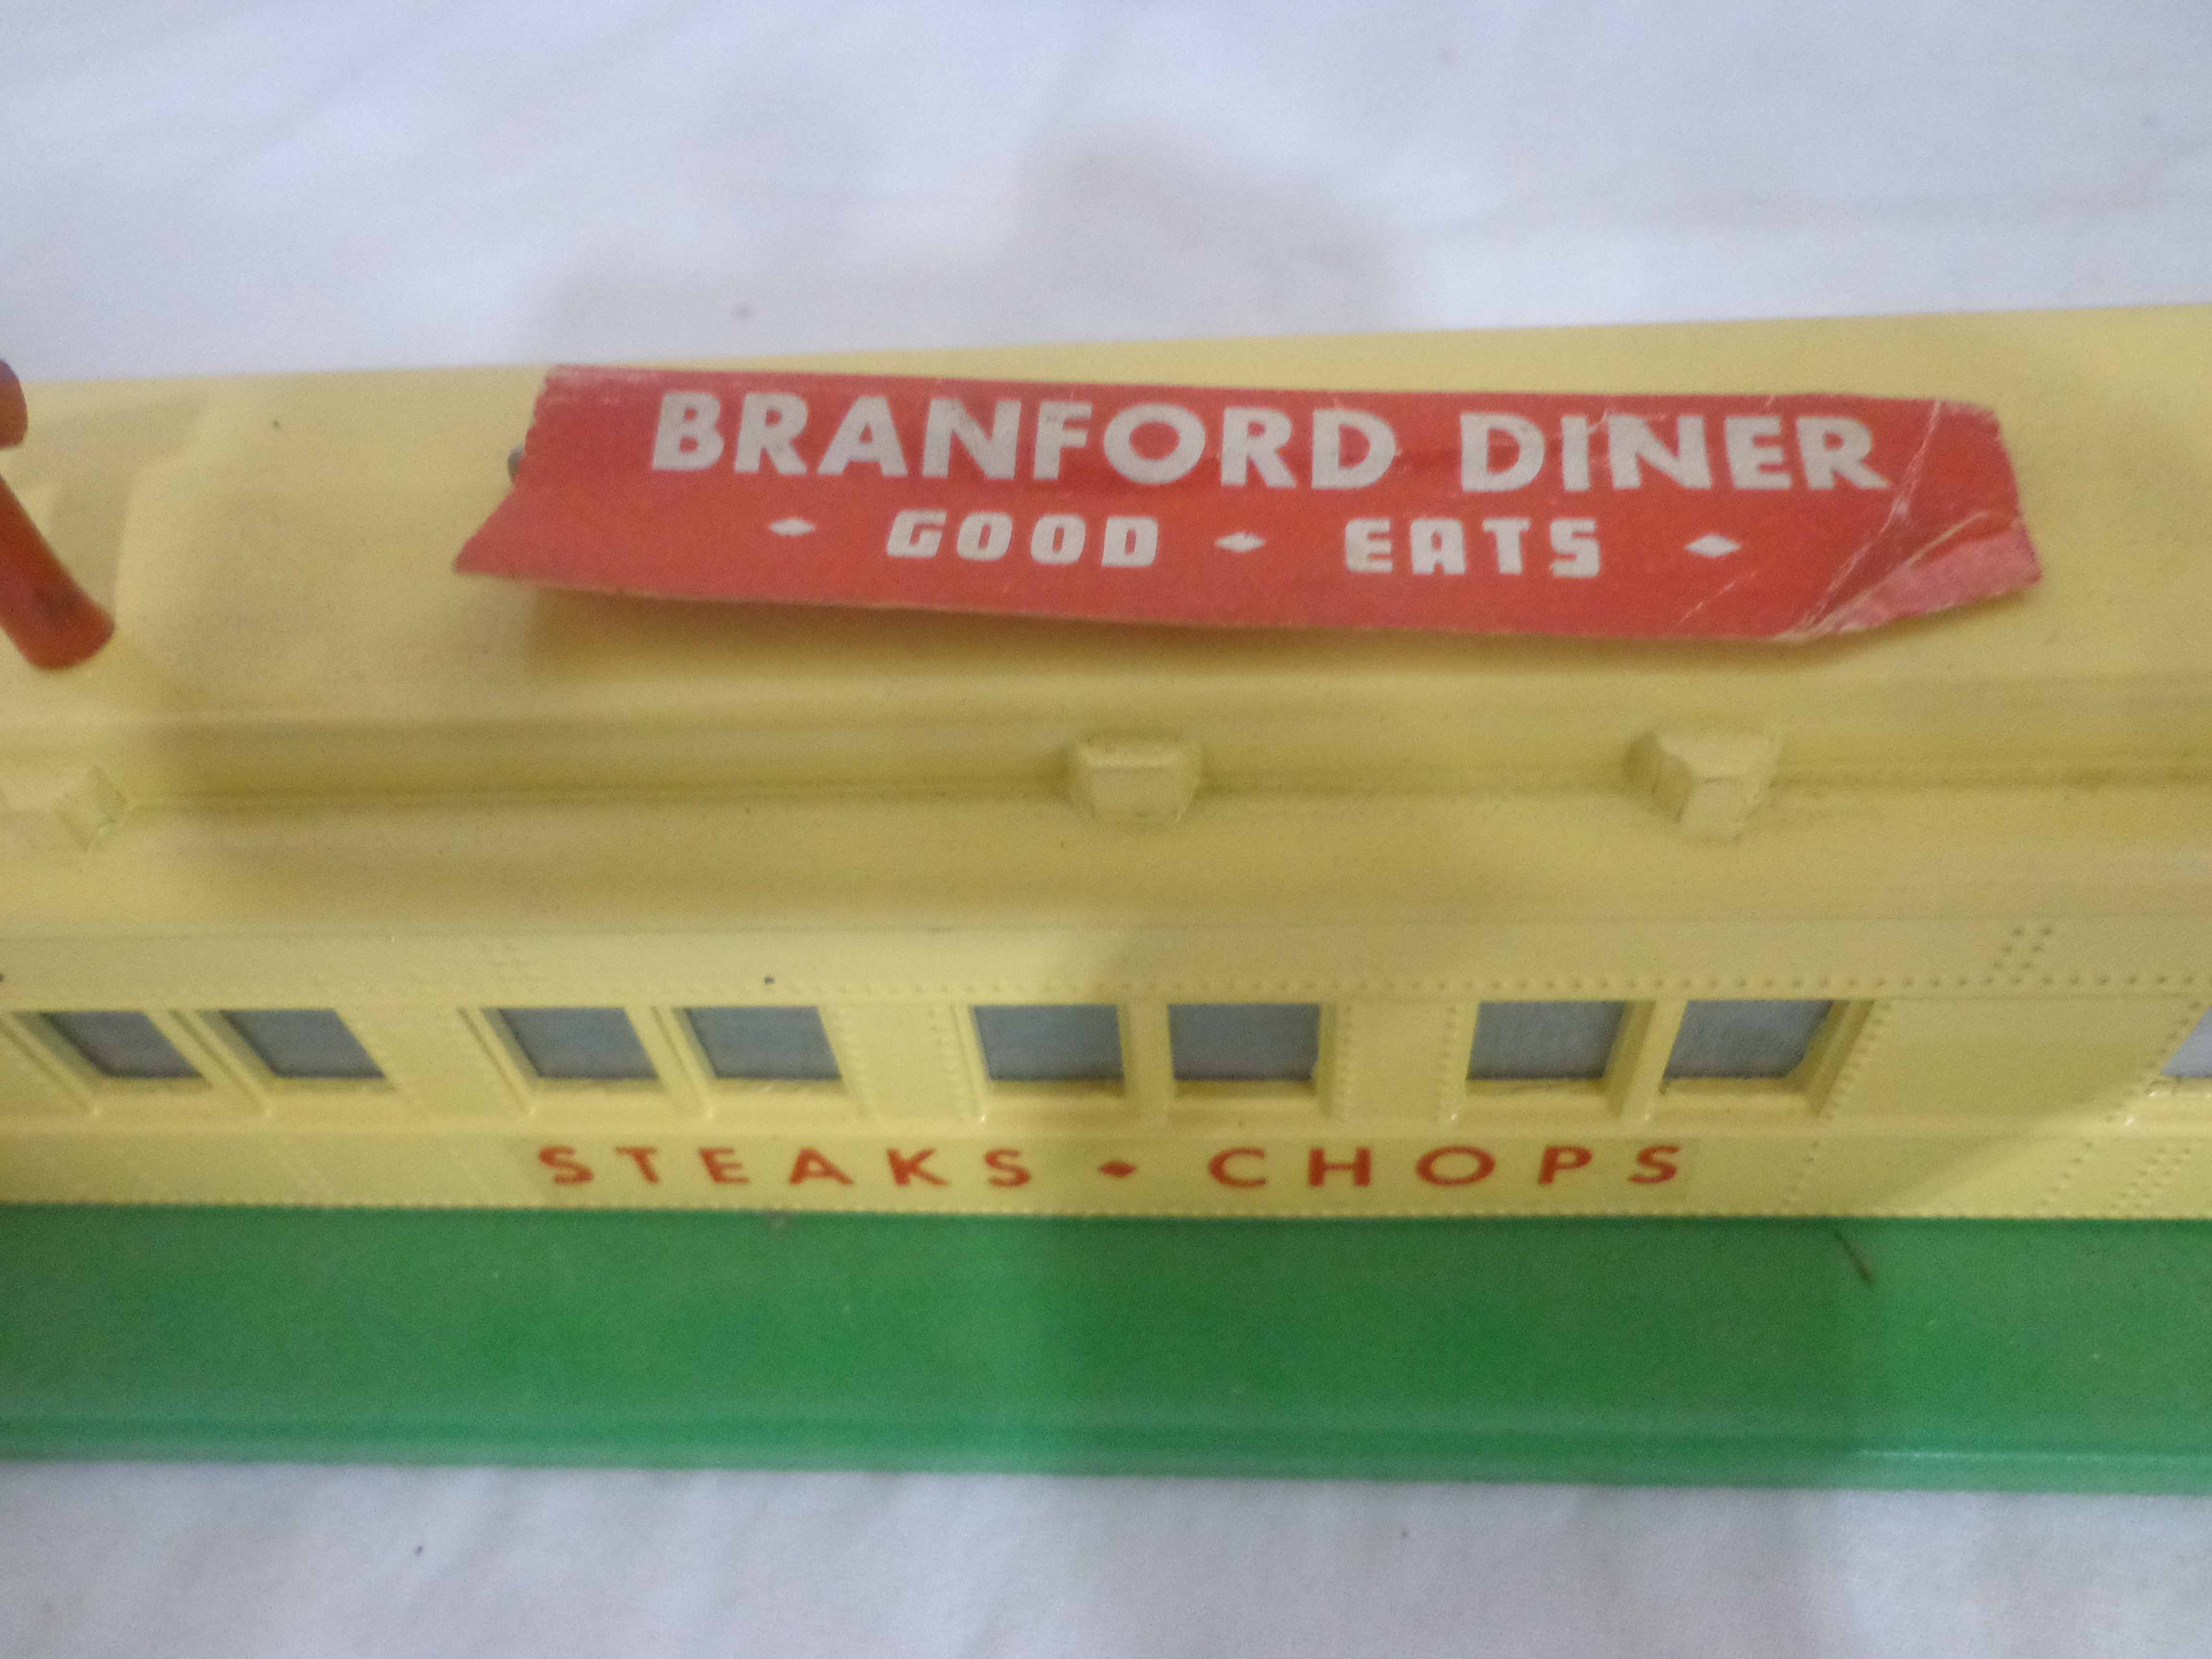 BRANFORD DINER
♦ GOOD ♦ EATS ♦
STEAKS ♦ CHOPS